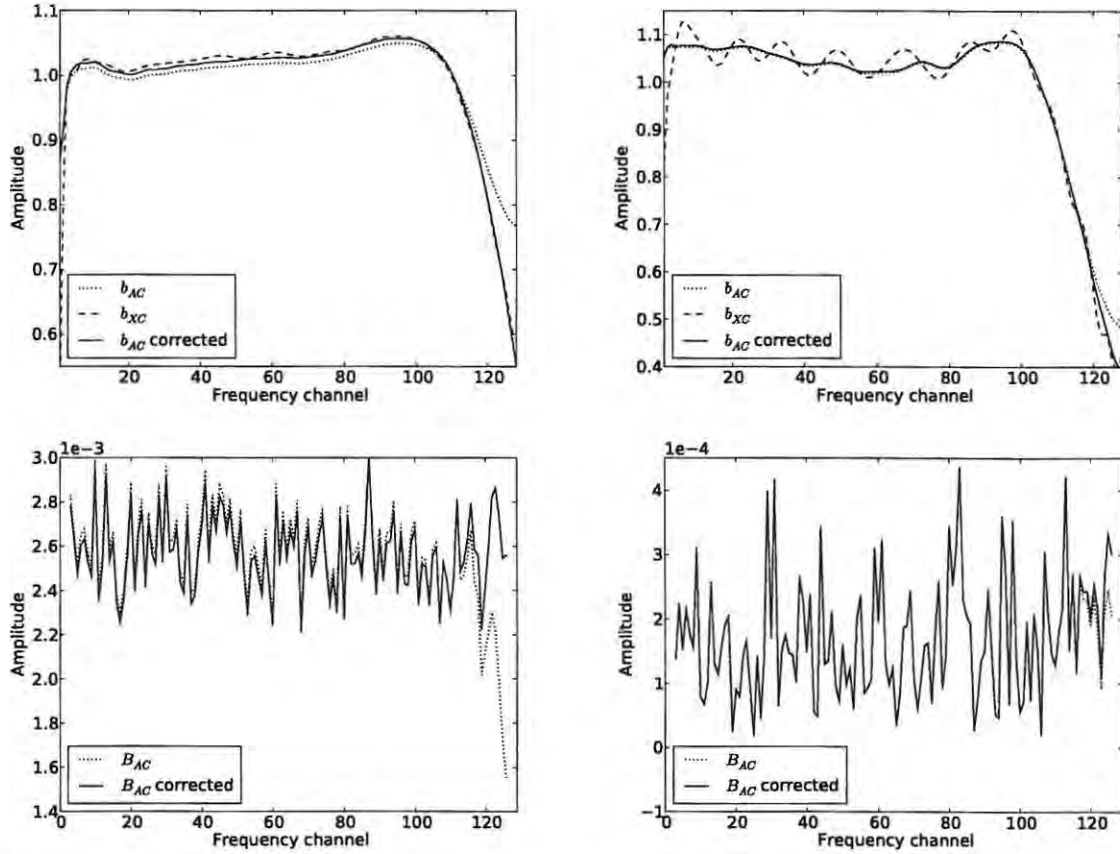 1.1
1.0
0.9
0.8
0.7
0.6
Amplitude
b_AC
b_XC
b_AC corrected
20
40
60
80
100
120
Frequency channel
1.1
1.0
0.9
0.8
0.7
0.6
0.5
0.4
Amplitude
b_AC
b_XC
b_AC corrected
20
40
60
80
100
120
Frequency channel
1e−3
3.0
2.8
2.6
2.4
2.2
2.0
1.8
1.6
1.4
Amplitude
B_AC
B_AC corrected
0
20
40
60
80
100
120
Frequency channel
1e−4
4
3
2
1
0
−1
Amplitude
B_AC
B_AC corrected
0
20
40
60
80
100
120
Frequency channel